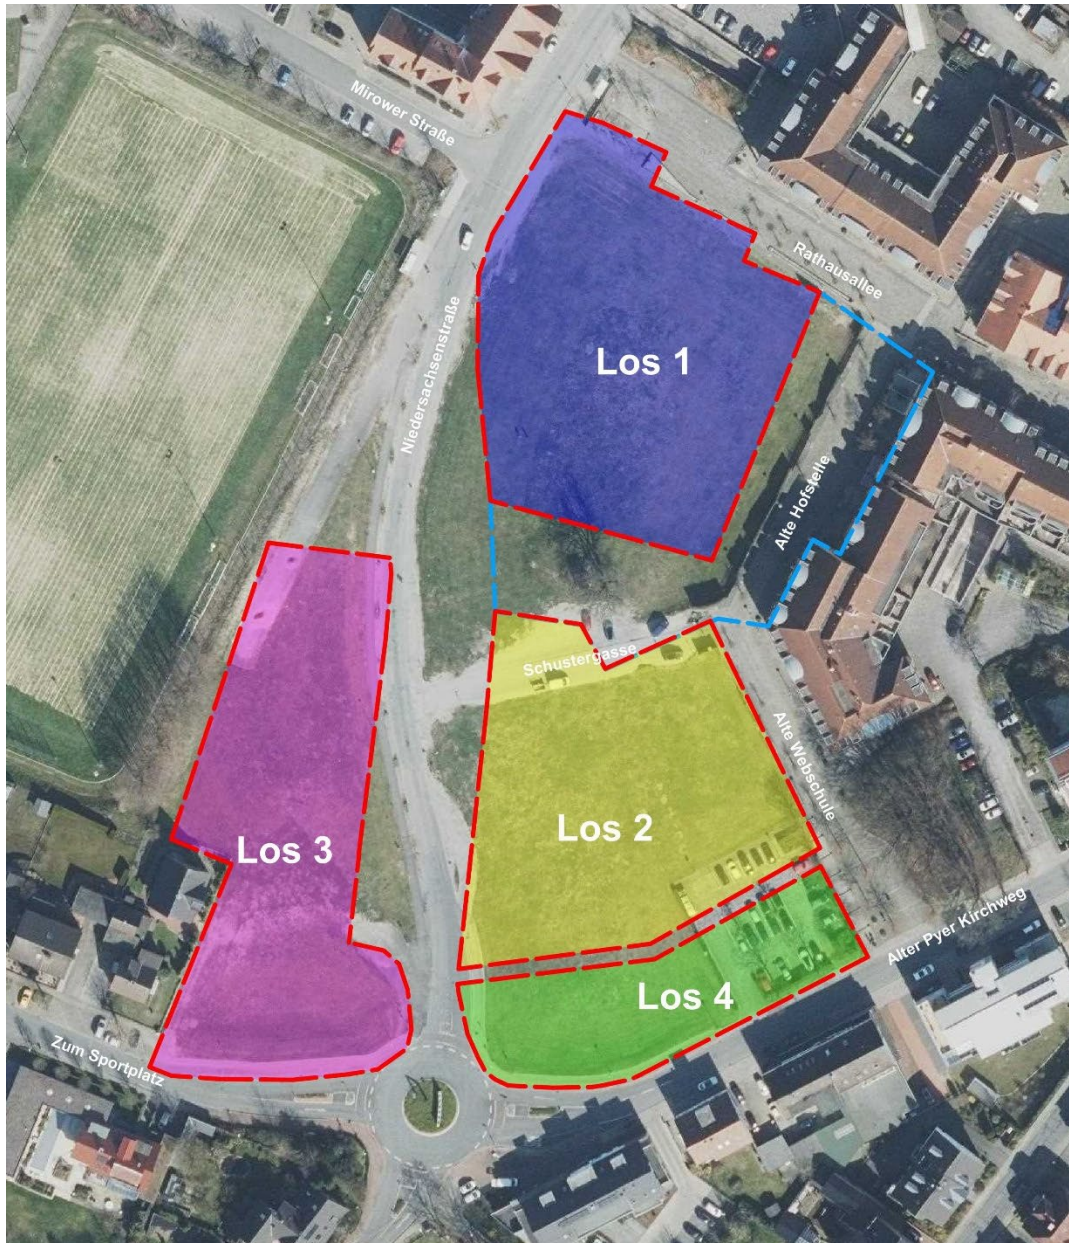 Mirower Straße
Rathausallee
Niedersachsenstraße
Los 1
Alte Hofstelle
Schustergasse
Alte Webschule
Los 2
Los 3
Alter Pyer Kirchweg
Los 4
Zum Sportplatz